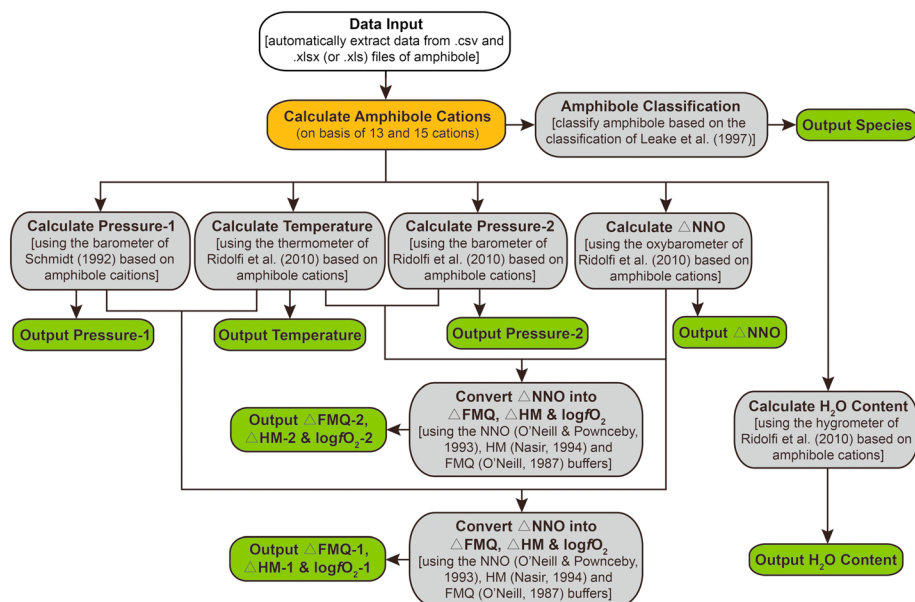 Data Input
[automatically extract data from .csv and
.xlsx (or .xls) files of amphibole]
Calculate Amphibole Cations
(on basis of 13 and 15 cations)
Amphibole Classification
[classify amphibole based on the
classification of Leake et al. (1997)]
Output Species
Calculate Pressure-1
[using the barometer of
Schmidt (1992) based on
amphibole cations]
Calculate Temperature
[using the thermometer of
Ridolfi et al. (2010) based on
amphibole cations]
Calculate Pressure-2
[using the barometer of
Ridolfi et al. (2010) based on
amphibole cations]
Calculate △NNO
[using the oxybarometer of
Ridolfi et al. (2010) based on
amphibole cations]
Output Pressure-1
Output Temperature
Output Pressure-2
Output △NNO
Convert △NNO into
△FMQ, △HM & logfO₂
[using the NNO (O'Neill & Pownceby,
1993), HM (Nasir, 1994) and
FMQ (O'Neill, 1987) buffers]
Output △FMQ-2,
△HM-2 & logfO₂-2
Calculate H₂O Content
[using the hygrometer of
Ridolfi et al. (2010) based on
amphibole cations]
Convert △NNO into
△FMQ, △HM & logfO₂
[using the NNO (O'Neill & Pownceby,
1993), HM (Nasir, 1994) and
FMQ (O'Neill, 1987) buffers]
Output △FMQ-1,
△HM-1 & logfO₂-1
Output H₂O Content